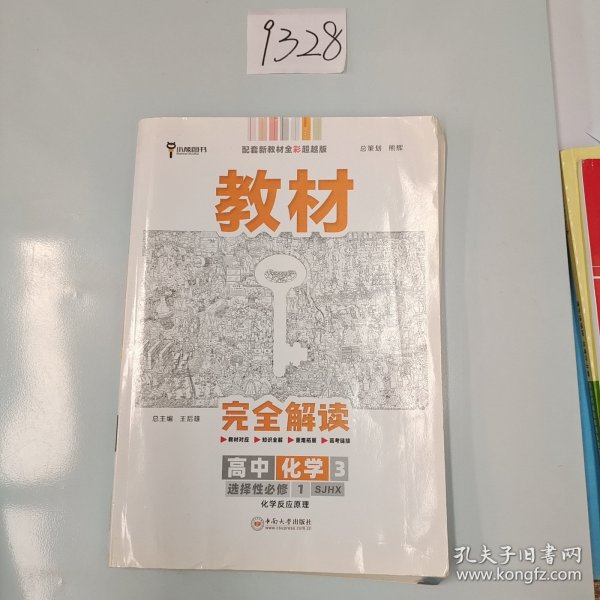 9328
小熊图书
配套新教材全彩超越版
总策划 熊辉
教材
总主编 王后雄
完全解读
▶教材对应 ▶知识全解 ▶重难拓展 ▶高考链接
高中 化学 3
选择性必修 1 SJHX
化学反应原理
中南大学出版社
孔夫子旧书网
www.kongfz.com